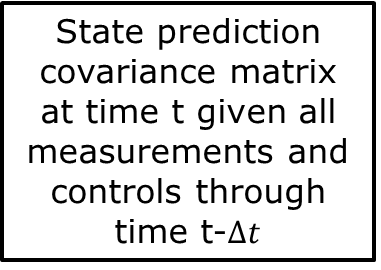 State prediction
covariance matrix
at time t given all
measurements and
controls through
time t-Δt